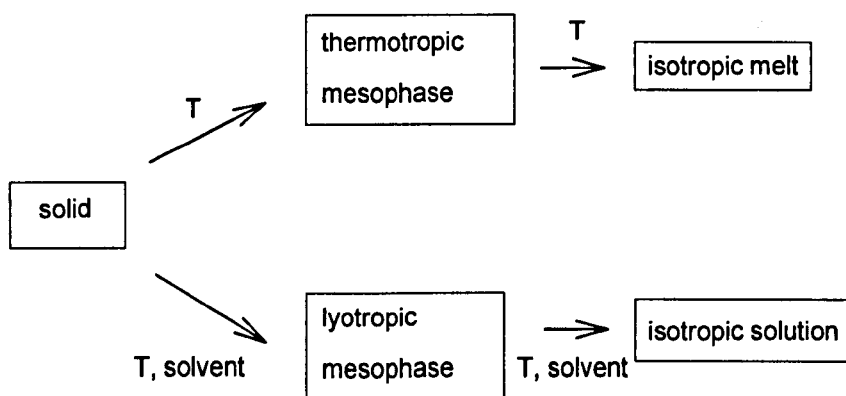 thermotropic
mesophase
T
isotropic melt
T
solid
lyotropic
mesophase
T, solvent
isotropic solution
T, solvent